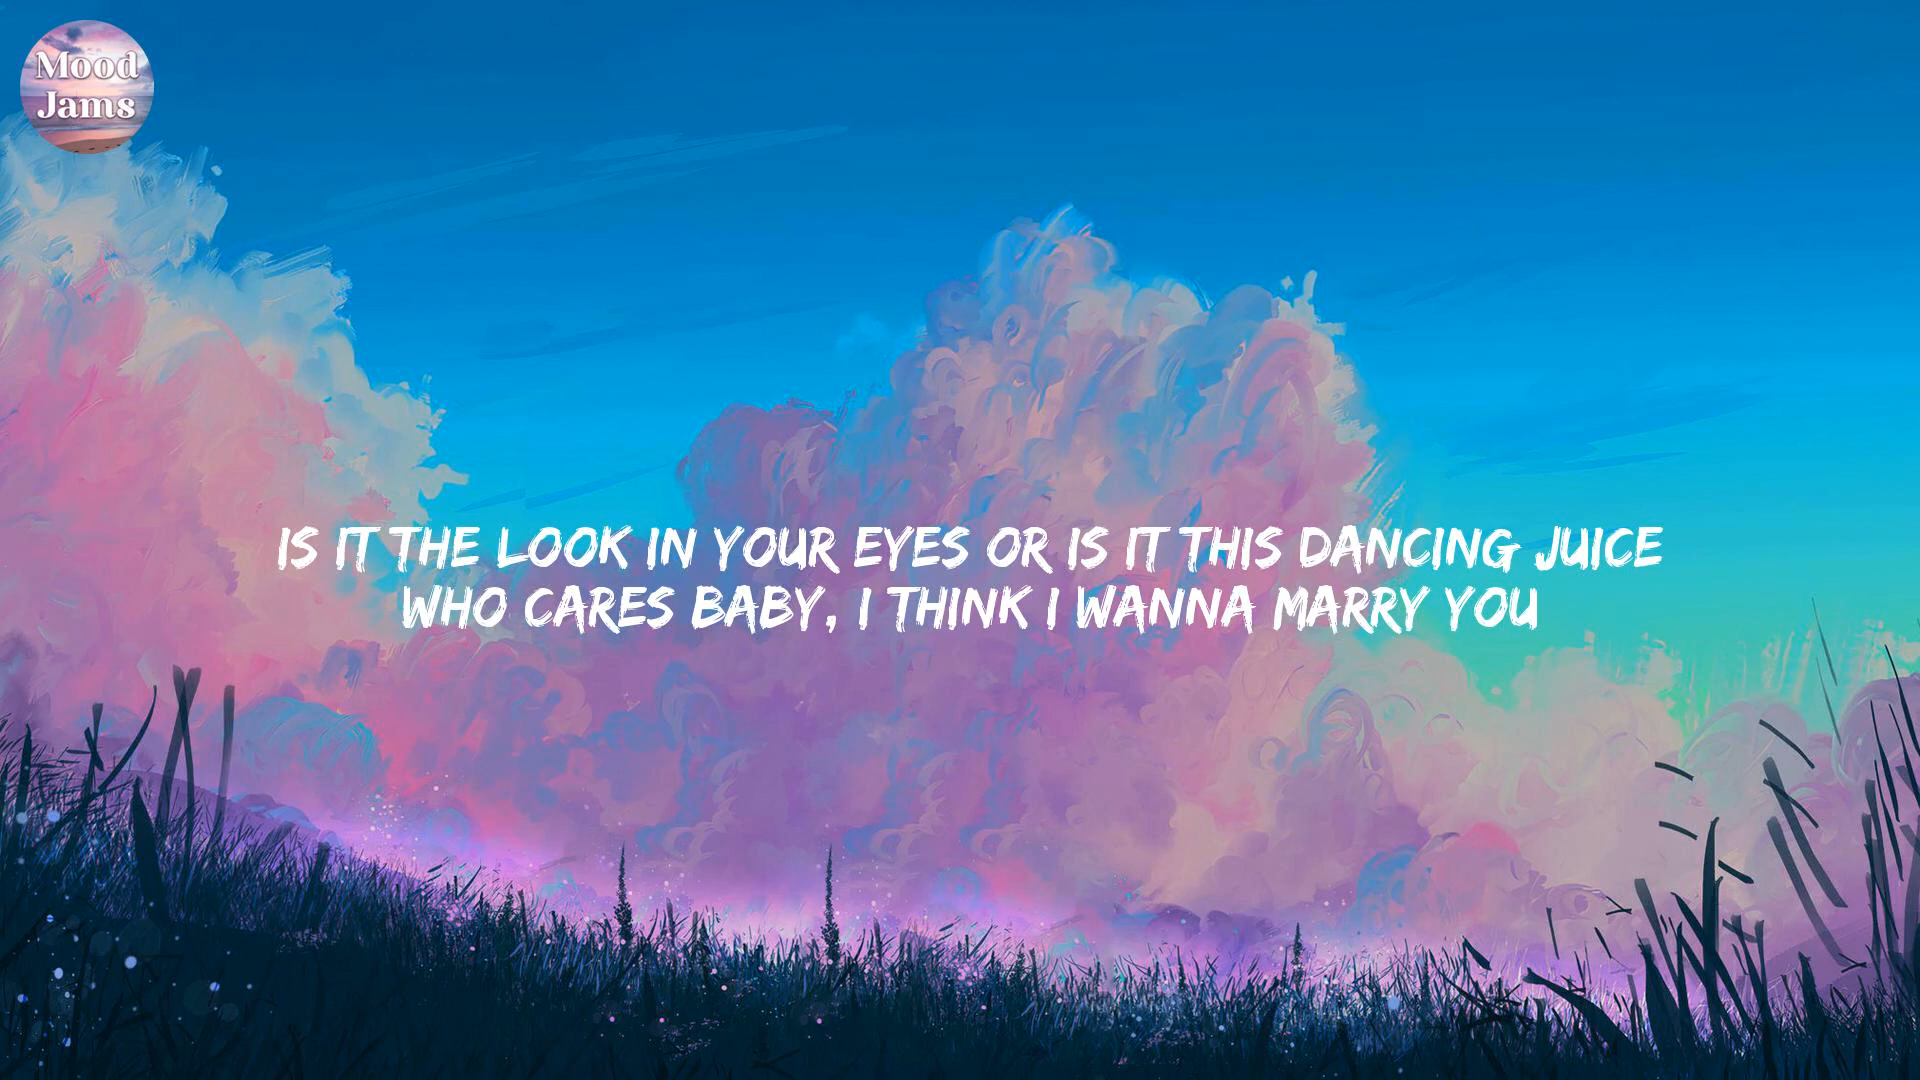 Mood
Jams
IS IT THE LOOK IN YOUR EYES OR IS IT THIS DANCING JUICE
WHO CARES BABY, I THINK I WANNA MARRY YOU